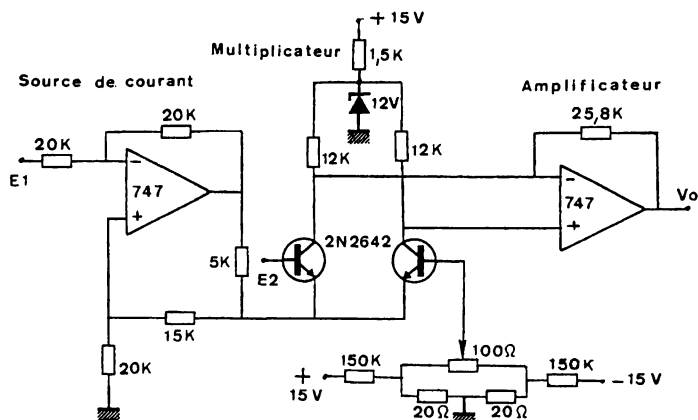 + 15V
Multiplicateur
1,5K
Source de courant
Amplificateur
20K
12V
25,8K
20K
12K
12K
E1
−
747
+
−
747
+
Vo
2N2642
5K
E2
15K
20K
150K
100Ω
150K
+
15V
−15V
20Ω
20Ω